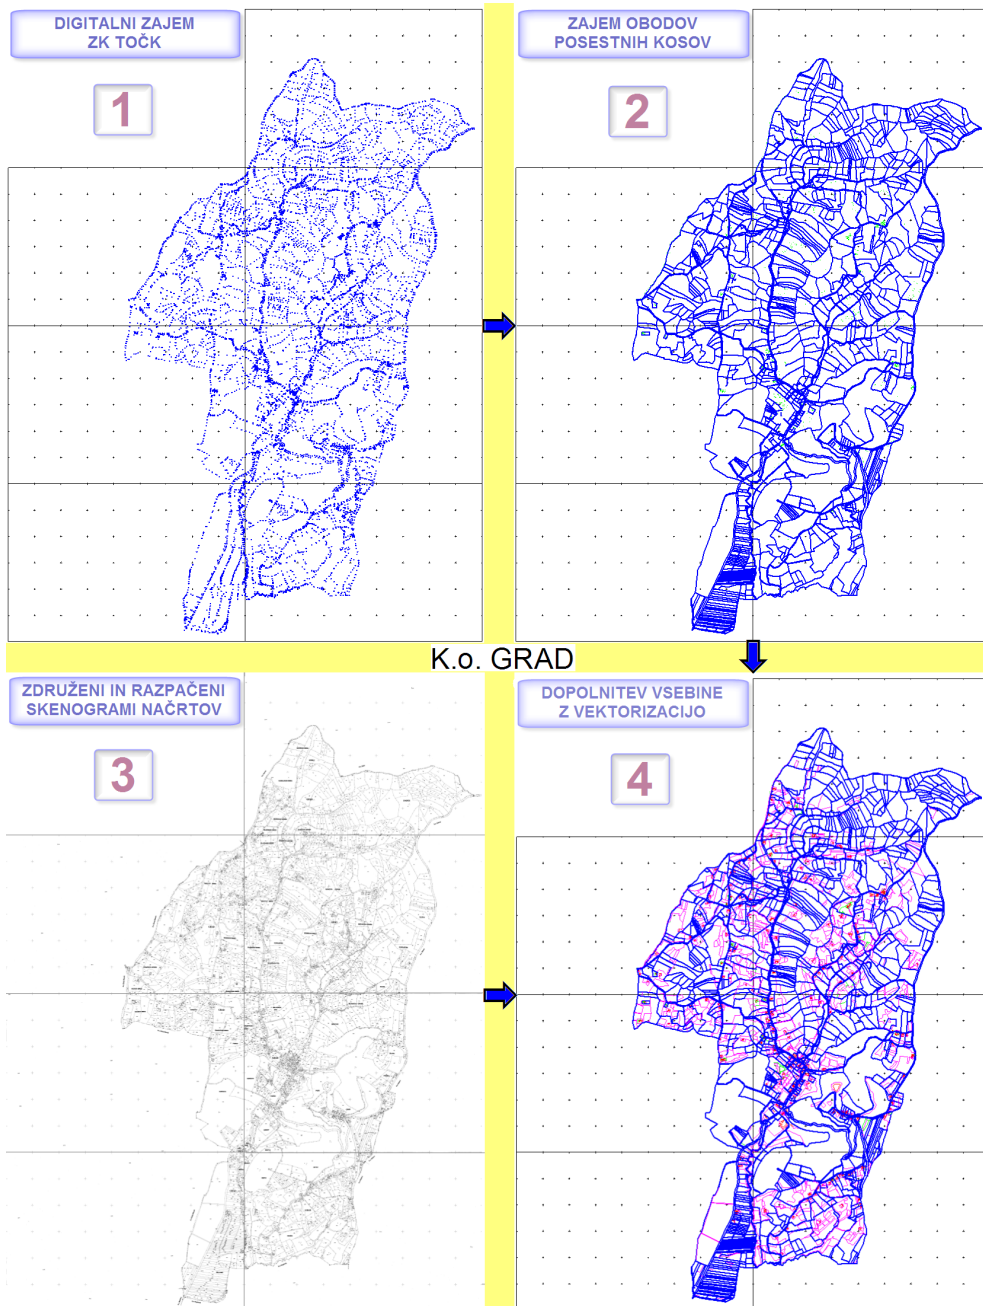 DIGITALNI ZAJEM
ZK TOČK
1
ZAJEM OBODOV
POSESTNIH KOSOV
2
K.o. GRAD
ZDRUŽENI IN RAZPAČENI
SKENOGRAMI NAČRTOV
3
DOPOLNITEV VSEBINE
Z VEKTORIZACIJO
4